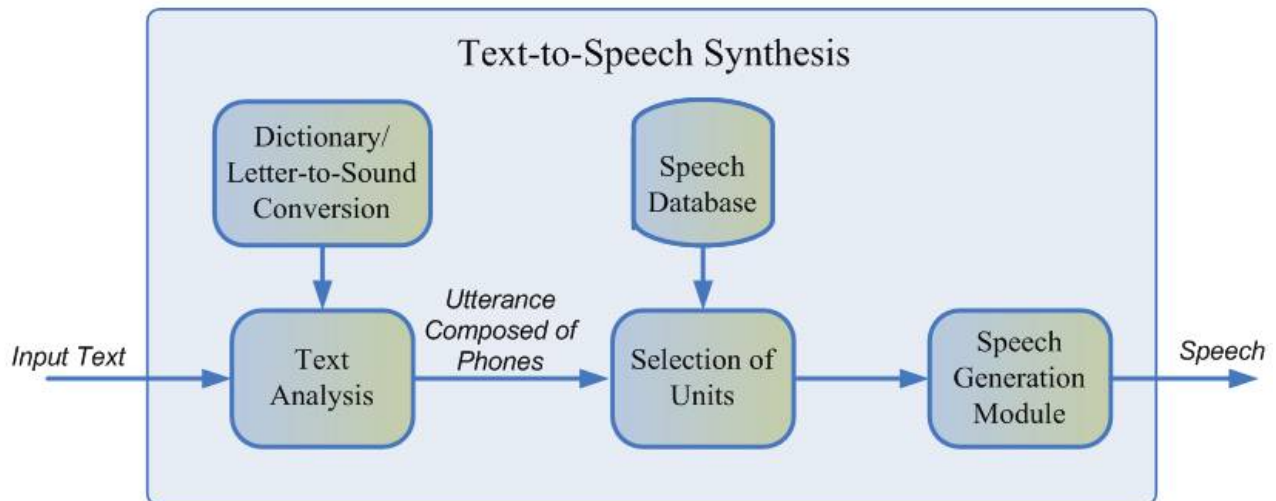 Text-to-Speech Synthesis
Dictionary/
Letter-to-Sound
Conversion
Speech
Database
Input Text
Text
Analysis
Utterance
Composed of
Phones
Selection of
Units
Speech
Generation
Module
Speech